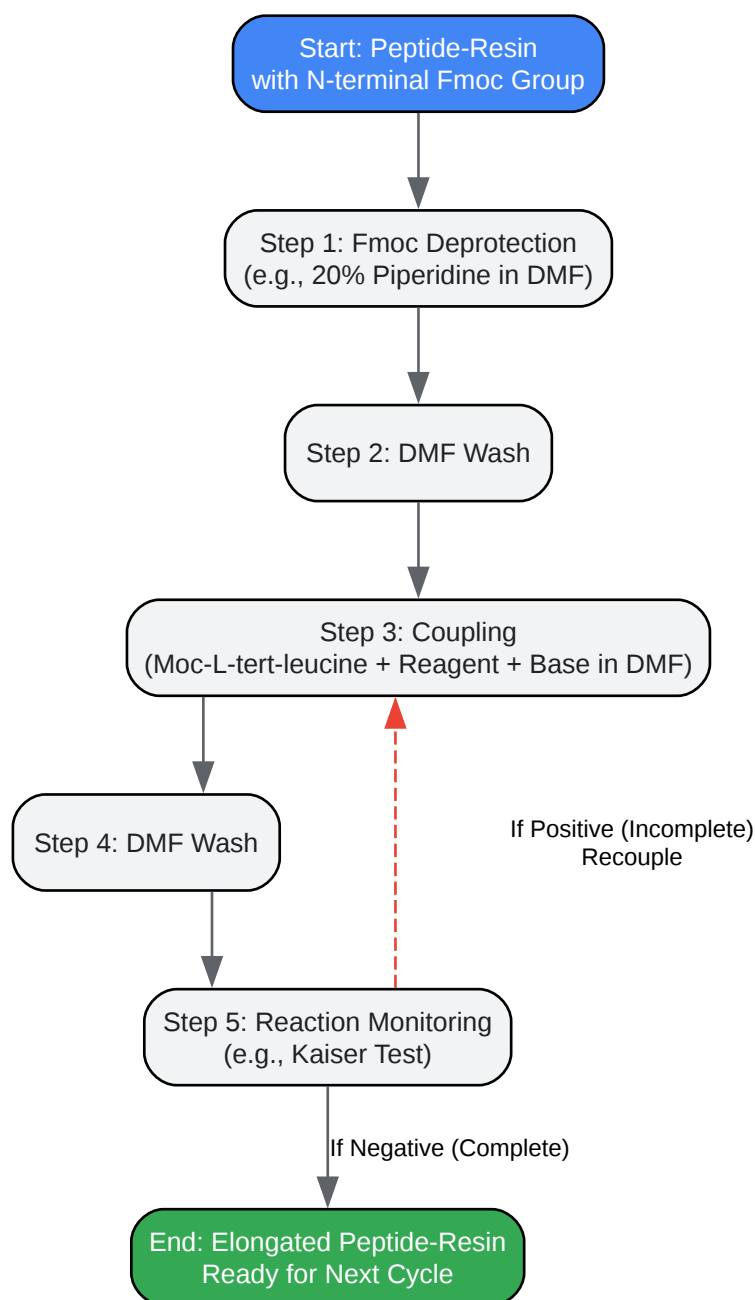 Start: Peptide-Resin
with N-terminal Fmoc Group
Step 1: Fmoc Deprotection
(e.g., 20% Piperidine in DMF)
Step 2: DMF Wash
Step 3: Coupling
(Moc-L-tert-leucine + Reagent + Base in DMF)
Step 4: DMF Wash
If Positive (Incomplete)
Recouple
Step 5: Reaction Monitoring
(e.g., Kaiser Test)
If Negative (Complete)
End: Elongated Peptide-Resin
Ready for Next Cycle